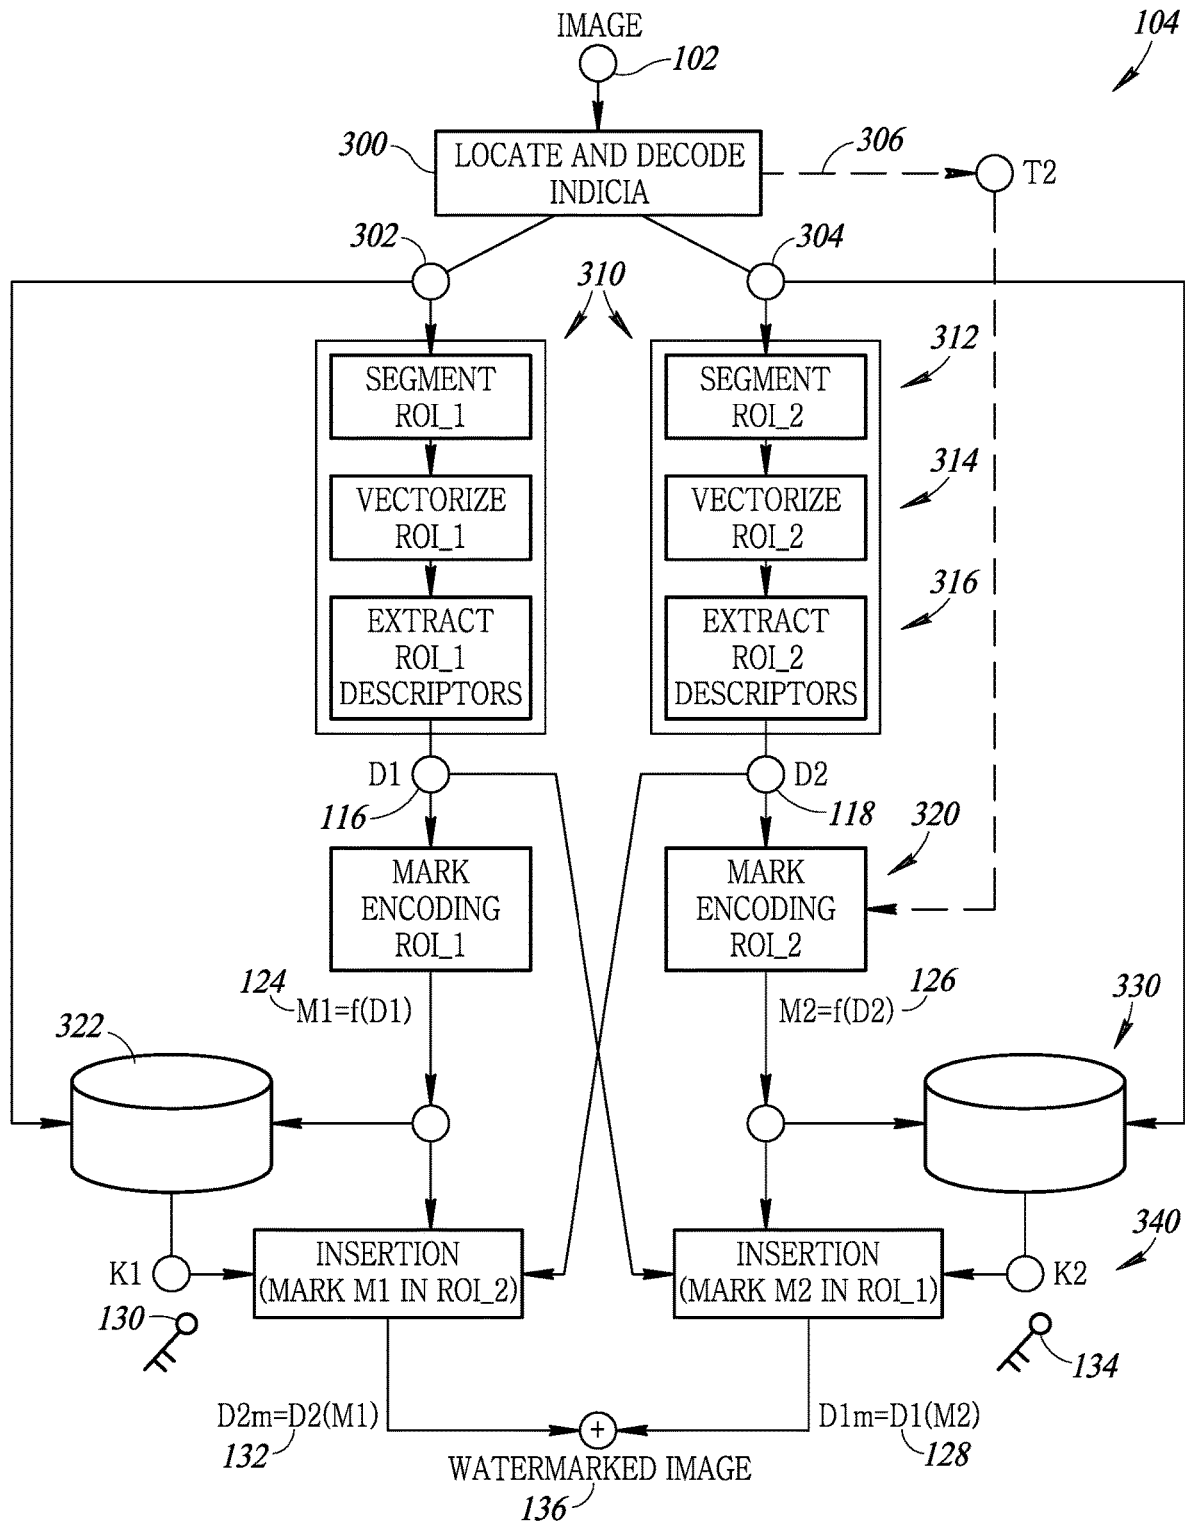 IMAGE
102
104
300
LOCATE AND DECODE
INDICIA
306
T2
302
304
310
312
SEGMENT
ROI_1
SEGMENT
ROI_2
314
VECTORIZE
ROI_1
VECTORIZE
ROI_2
316
EXTRACT
ROI_1
DESCRIPTORS
EXTRACT
ROI_2
DESCRIPTORS
D1
D2
116
118
320
MARK
ENCODING
ROI_1
MARK
ENCODING
ROI_2
124
M1=f(D1)
M2=f(D2)
126
322
330
340
K1
INSERTION
(MARK M1 IN ROI_2)
INSERTION
(MARK M2 IN ROI_1)
K2
130
134
D2m=D2(M1)
132
+
D1m=D1(M2)
128
WATERMARKED IMAGE
136